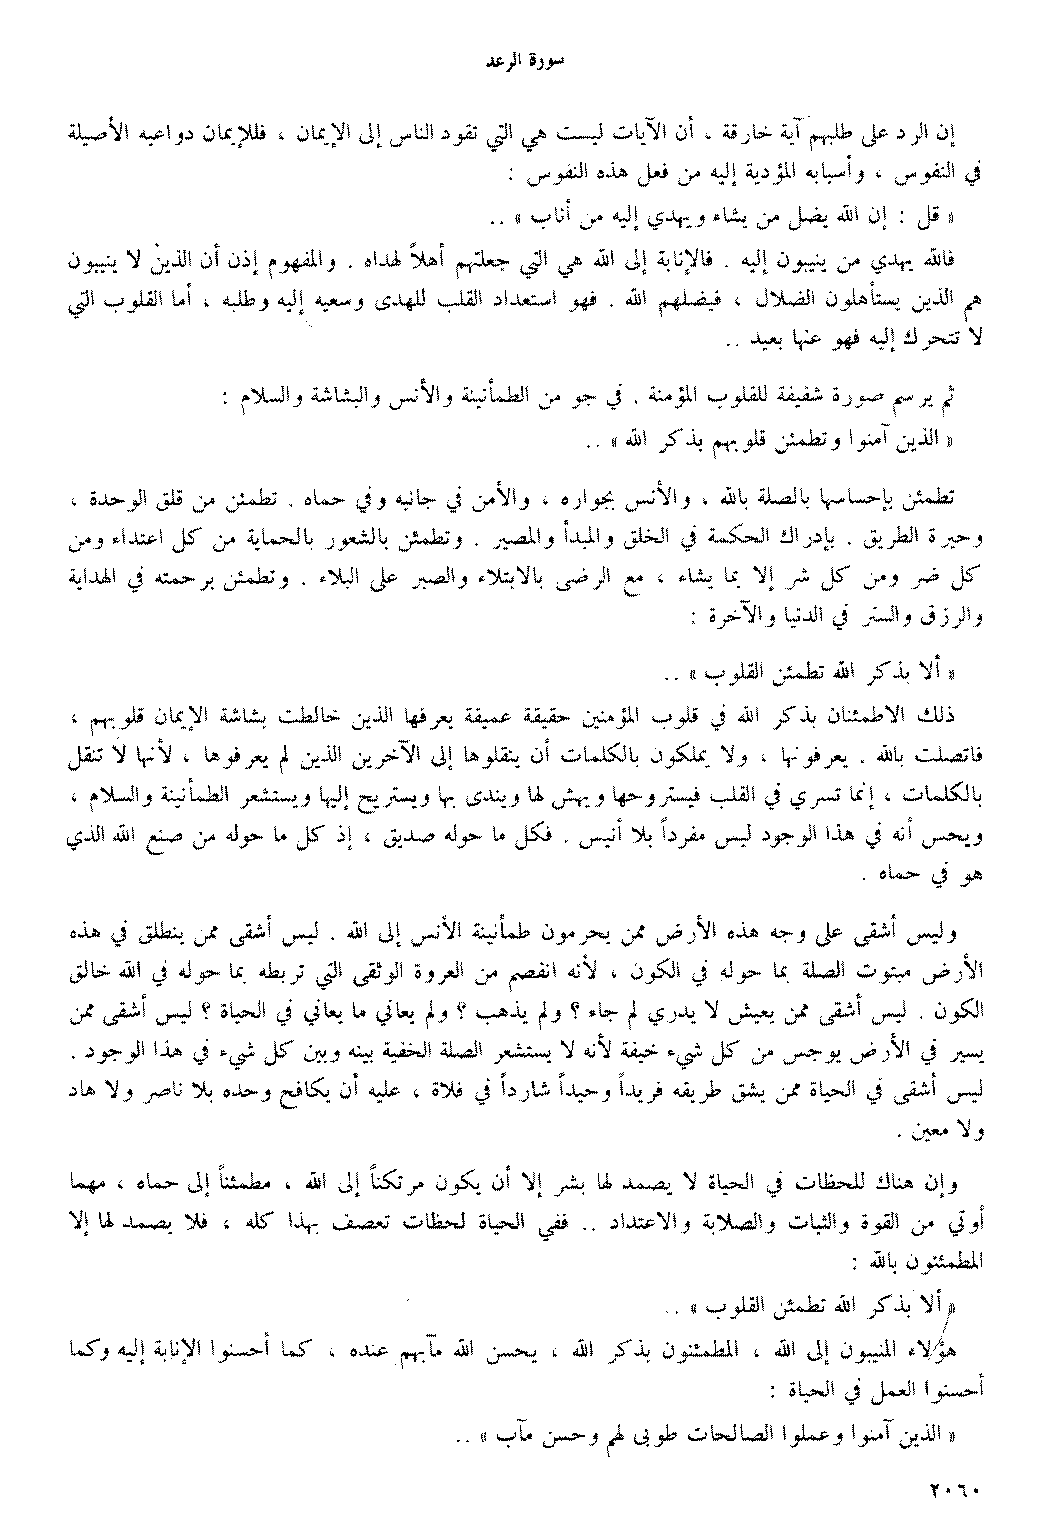 سورة الرعد
إن الرد على طلبهم آية خارقة ، أن الآيات ليست هي التي تقود الناس إلى الإيمان ، فللإيمان دواعيه الأصيلة
في النفوس ، وأسبابه المؤدية إليه من فعل هذه النفوس :
« قل : إن الله يضل من يشاء ويهدي إليه من أناب » ..
فالله يهدي من ينيبون إليه . فالإنابة إلى الله هي التي جعلتهم أهلاً لهداه . والمفهوم إذن أن الذين لا ينيبون
هم الذين يستأهلون الضلال ، فيضلهم الله . فهو استعداد القلب للهدى وسعيه إليه وطلبه ، أما القلوب التي
لا تتحرك إليه فهو عنها بعيد ..
ثم يرسم صورة شفيفة للقلوب المؤمنة . في جو من الطمأنينة والأنس والبشاشة والسلام :
« الذين آمنوا وتطمئن قلوبهم بذكر الله » ..
تطمئن بإحساسها بالصلة بالله ، والأنس بجواره ، والأمن في جانبه وفي حماه . تطمئن من قلق الوحدة ،
وحيرة الطريق . بإدراك الحكمة في الخلق والمبدأ والمصير . وتطمئن بالشعور بالحماية من كل اعتداء ومن
كل ضر ومن كل شر إلا بما يشاء ، مع الرضى بالابتلاء والصبر على البلاء . وتطمئن برحمته في الهداية
والرزق والستر في الدنيا والآخرة :
« ألا بذكر الله تطمئن القلوب » ..
ذلك الاطمئنان بذكر الله في قلوب المؤمنين حقيقة عميقة يعرفها الذين خالطت بشاشة الإيمان قلوبهم ،
فاتصلت بالله . يعرفونها ، ولا يملكون بالكلمات أن ينقلوها إلى الآخرين الذين لم يعرفوها ، لأنها لا تنقل
بالكلمات ، إنما تسري في القلب فيستروحها ويهش لها ويندى بها ويستريح إليها ويستشعر الطمأنينة والسلام ،
ويحس أنه في هذا الوجود ليس مفرداً بلا أنيس . فكل ما حوله صديق ، إذ كل ما حوله من صنع الله الذي
هو في حماه .
وليس أشقى على وجه هذه الأرض ممن يحرمون طمأنينة الأنس إلى الله . ليس أشقى ممن ينطلق في هذه
الأرض مبتوت الصلة بما حوله في الكون ، لأنه انفصم من العروة الوثقى التي تربطه بما حوله في الله خالق
الكون . ليس أشقى ممن يعيش لا يدري لم جاء ؟ ولم يذهب ؟ ولم يعاني ما يعاني في الحياة ؟ ليس أشقى ممن
يسير في الأرض يوجس من كل شيء خيفة لأنه لا يستشعر الصلة الخفية بينه وبين كل شيء في هذا الوجود .
ليس أشقى في الحياة ممن يشق طريقه فريداً وحيداً شارداً في فلاة ، عليه أن يكافح وحده بلا ناصر ولا هاد
ولا معين .
وإن هناك للحظات في الحياة لا يصمد لها بشر إلا أن يكون مرتكناً إلى الله ، مطمئناً إلى حماه ، مهما
أوتي من القوة والثبات والصلابة والاعتداد .. ففي الحياة لحظات تعصف بهذا كله ، فلا يصمد لها إلا
المطمئنون بالله :
« ألا بذكر الله تطمئن القلوب » ..
هؤلاء المنيبون إلى الله ، المطمئنون بذكر الله ، يحسن الله مآبهم عنده ، كما أحسنوا الإنابة إليه وكما
أحسنوا العمل في الحياة :
« الذين آمنوا وعملوا الصالحات طوبى لهم وحسن مآب » ..
٢٠٦٠